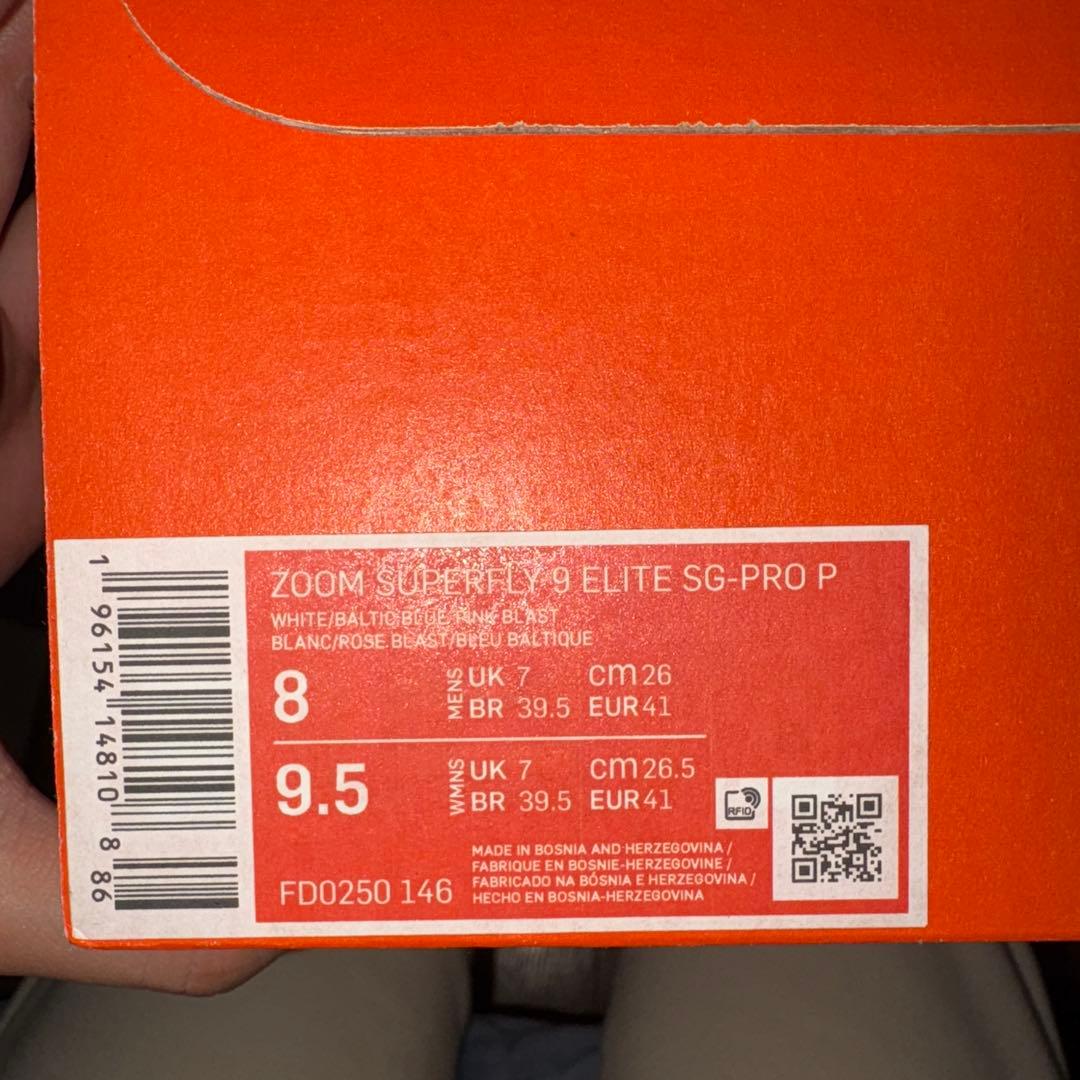 ZOOM SUPERFLY 9 ELITE SG-PRO P
WHITE/BALTIC BLUE/PINK BLAST
BLANC/ROSE BLAST/BLEU BALTIQUE
8 MENS UK 7 cm 26
BR 39.5 EUR 41
9.5 WMNS UK 7 cm 26.5
BR 39.5 EUR 41
RFID
MADE IN BOSNIA AND HERZEGOVINA /
FABRIQUE EN BOSNIE-HERZEGOVINE /
FABRICADO NA BÓSNIA E HERZEGOVINA /
HECHO EN BOSNIA-HERZEGOVINA
FD0250 146
1 96154 14810 8 86